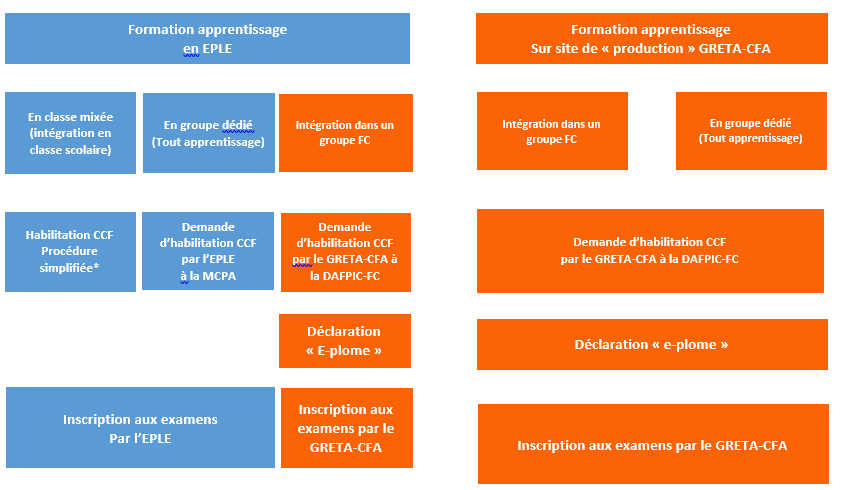 Formation apprentissage
en EPLE
Formation apprentissage
Sur site de « production » GRETA-CFA
En classe mixée
(intégration en
classe scolaire)
En groupe dédié
(Tout apprentissage)
Intégration dans un
groupe FC
Intégration dans un
groupe FC
En groupe dédié
(Tout apprentissage)
Habilitation CCF
Procédure
simplifiée*
Demande
d’habilitation CCF
par l’EPLE
à la MCPA
Demande
d’habilitation CCF
par le GRETA-CFA à
la DAFPIC-FC
Demande d’habilitation CCF
par le GRETA-CFA à la DAFPIC-FC
Déclaration
« E-plome »
Déclaration « e-plome »
Inscription aux examens
Par l’EPLE
Inscription aux
examens par le
GRETA-CFA
Inscription aux examens par le GRETA-CFA